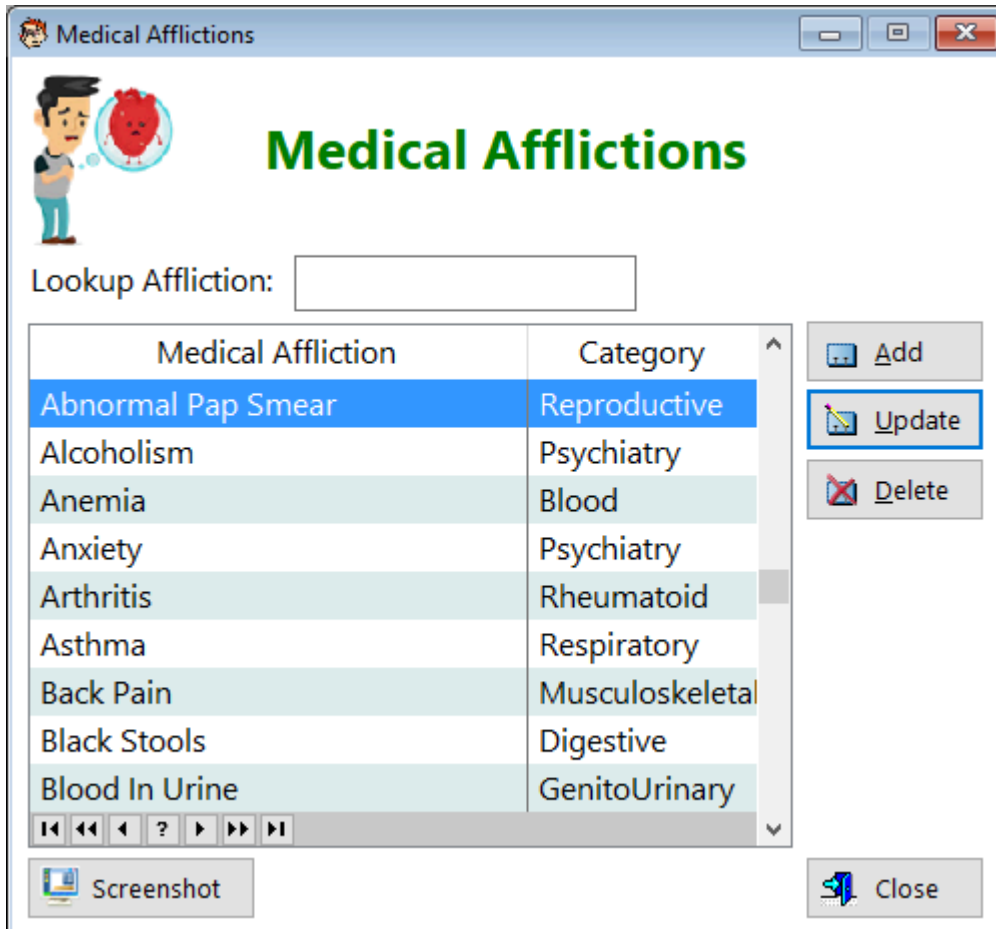 Medical Afflictions
Medical Afflictions
Lookup Affliction:
Medical Affliction Category
Abnormal Pap Smear Reproductive
Alcoholism Psychiatry
Anemia Blood
Anxiety Psychiatry
Arthritis Rheumatoid
Asthma Respiratory
Back Pain Musculoskeletal
Black Stools Digestive
Blood In Urine GenitoUrinary
?
Add
Update
Delete
Screenshot
Close